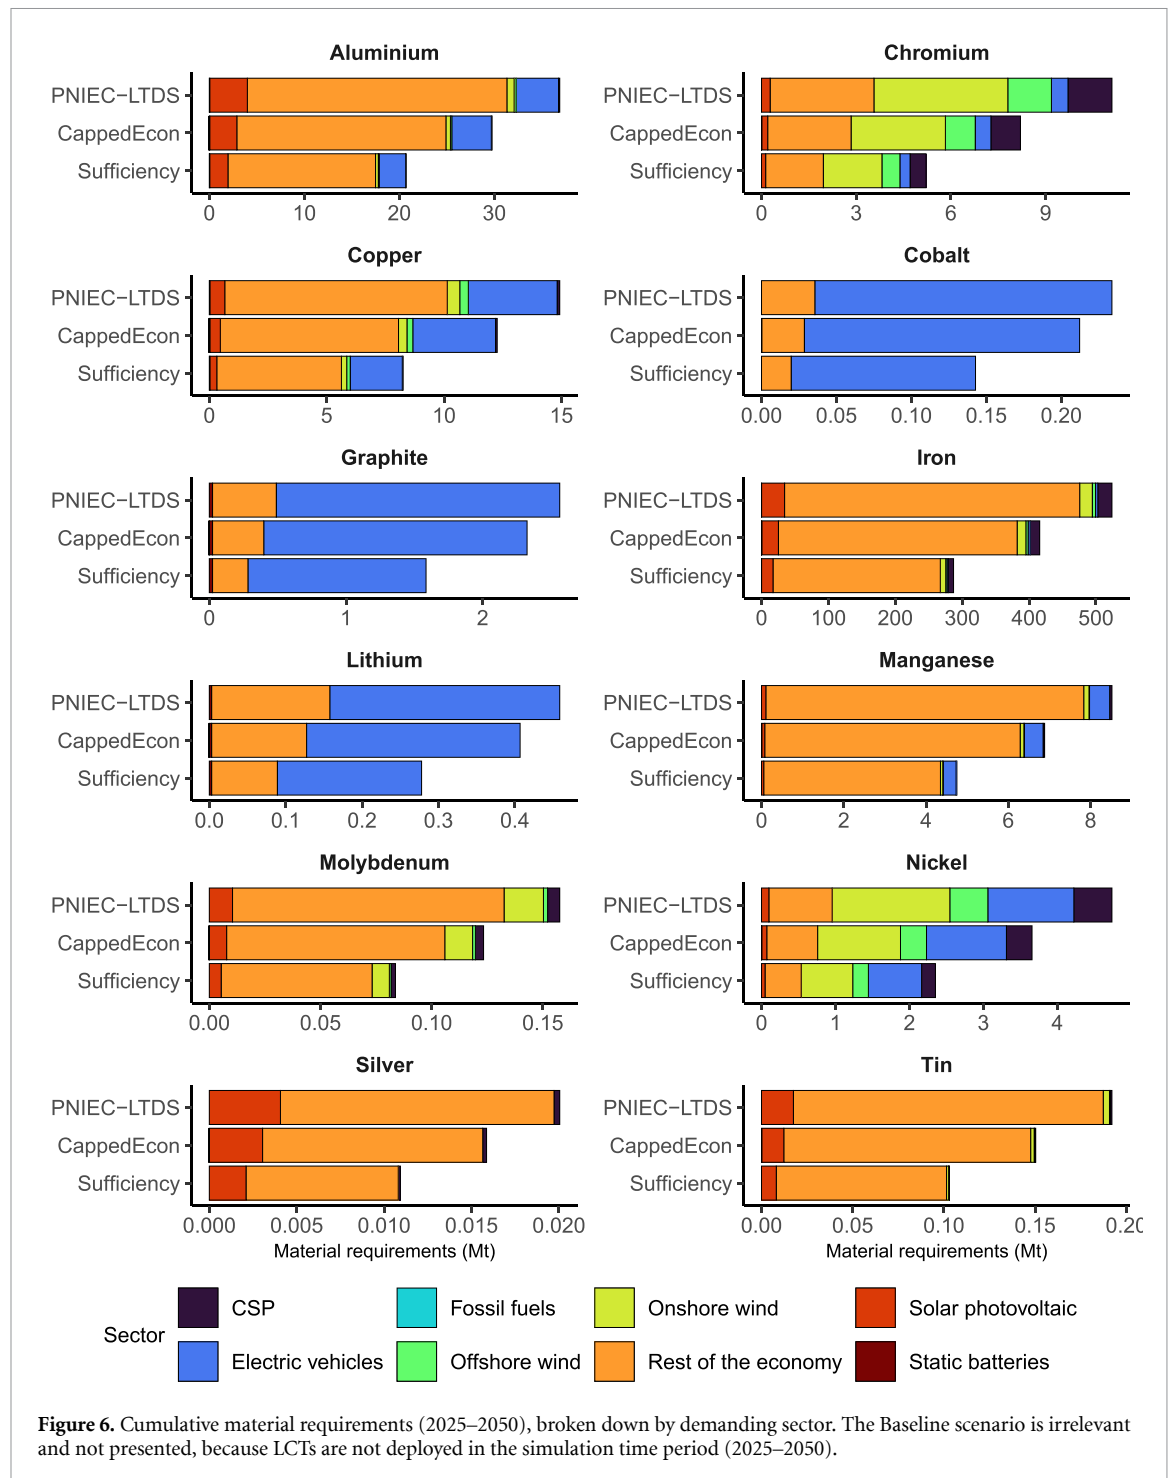 Aluminium
PNIEC−LTDS
CappedEcon
Sufficiency
0 10 20 30
Chromium
PNIEC−LTDS
CappedEcon
Sufficiency
0 3 6 9
Copper
PNIEC−LTDS
CappedEcon
Sufficiency
0 5 10 15
Cobalt
PNIEC−LTDS
CappedEcon
Sufficiency
0.00 0.05 0.10 0.15 0.20
Graphite
PNIEC−LTDS
CappedEcon
Sufficiency
0 1 2
Iron
PNIEC−LTDS
CappedEcon
Sufficiency
0 100 200 300 400 500
Lithium
PNIEC−LTDS
CappedEcon
Sufficiency
0.0 0.1 0.2 0.3 0.4
Manganese
PNIEC−LTDS
CappedEcon
Sufficiency
0 2 4 6 8
Molybdenum
PNIEC−LTDS
CappedEcon
Sufficiency
0.00 0.05 0.10 0.15
Nickel
PNIEC−LTDS
CappedEcon
Sufficiency
0 1 2 3 4
Silver
PNIEC−LTDS
CappedEcon
Sufficiency
0.000 0.005 0.010 0.015 0.020
Material requirements (Mt)
Tin
PNIEC−LTDS
CappedEcon
Sufficiency
0.00 0.05 0.10 0.15 0.20
Material requirements (Mt)
Sector
CSP Fossil fuels Onshore wind Solar photovoltaic
Electric vehicles Offshore wind Rest of the economy Static batteries
Figure 6. Cumulative material requirements (2025–2050), broken down by demanding sector. The Baseline scenario is irrelevant
and not presented, because LCTs are not deployed in the simulation time period (2025–2050).